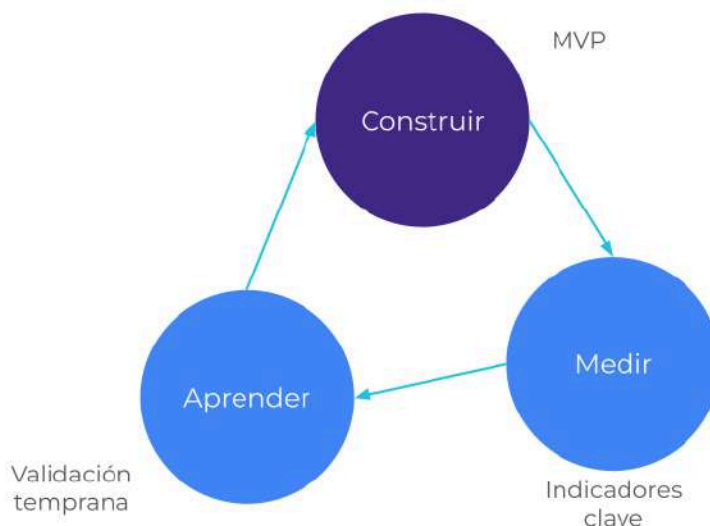 MVP
Construir
Medir
Aprender
Validación
temprana
Indicadores
clave